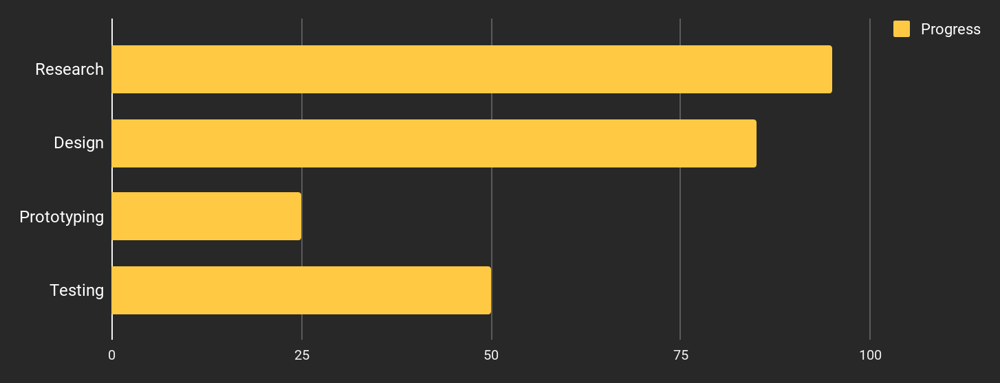 Progress
Research
Design
Prototyping
Testing
0 25 50 75 100